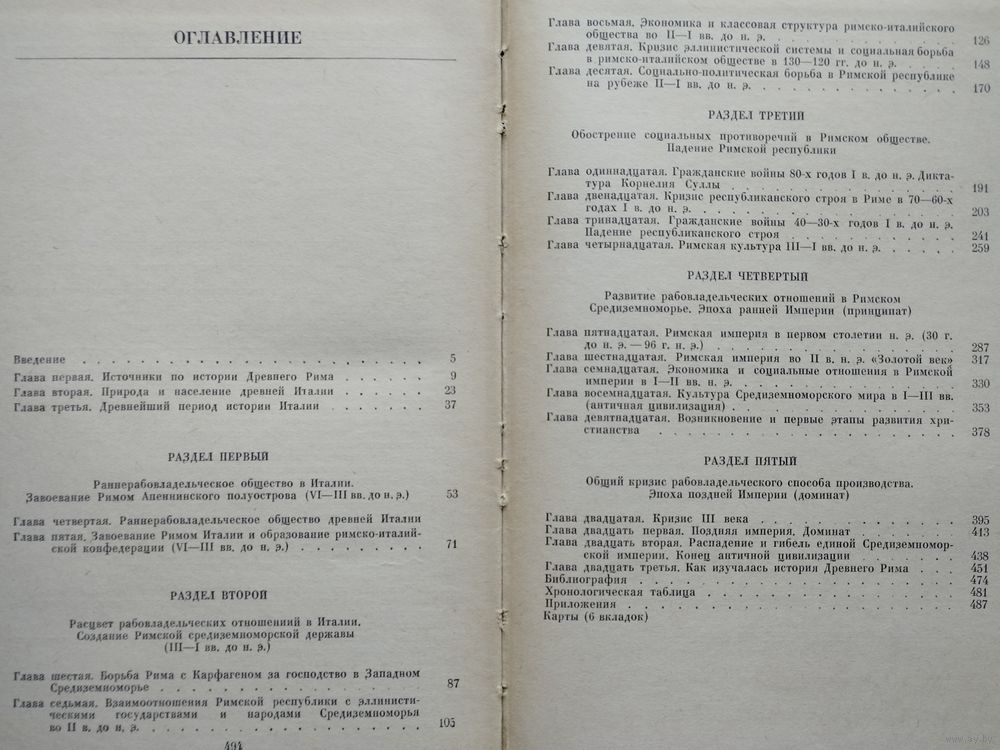 ОГЛАВЛЕНИЕ
Введение . . . . . . . . . . . . . . . . . . . . . . . . 5
Глава первая. Источники по истории Древнего Рима . . . . . . 9
Глава вторая. Природа и население древней Италии . . . . . . 23
Глава третья. Древнейший период истории Италии . . . . . . 37
РАЗДЕЛ ПЕРВЫЙ
Раннерабовладельческое общество в Италии.
Завоевание Римом Апеннинского полуострова (VI—III вв. до н. э.) 53
Глава четвертая. Раннерабовладельческое общество древней Италии
Глава пятая. Завоевание Римом Италии и образование римско-италий-
ской конфедерации (VI—III вв. до н. э.) . . . . . . . . . 71
РАЗДЕЛ ВТОРОЙ
Расцвет рабовладельческих отношениий в Италии.
Создание Римской средиземноморской державы
(III—I вв. до н. э.)
Глава шестая. Борьба Рима с Карфагеном за господство в Западном
Средиземноморье . . . . . . . . . . . . . . . . . . 87
Глава седьмая. Взаимоотношения Римской республики с эллинисти-
ческими государствами и народами Средиземноморья
во II в. до н. э. . . . . . . . . . . . . . . . . . . . 105
494
Глава восьмая. Экономика и классовая структура римско-италийского
общества во II—I вв. до н. э. . . . . . . . . . . . . . 126
Глава девятая. Кризис эллинистической системы и социальная борьба
в римско-италийском обществе в 130—120 гг. до н. э. . . . . 148
Глава десятая. Социально-политическая борьба в Римской республике
на рубеже II—I вв. до н. э. . . . . . . . . . . . . . . 170
РАЗДЕЛ ТРЕТИЙ
Обострение социальных противоречий в Римском обществе.
Падение Римской республики
Глава одиннадцатая. Гражданские войны 80-х годов I в. до н. э. Дикта-
тура Корнелия Суллы . . . . . . . . . . . . . . . . 191
Глава двенадцатая. Кризис республиканского строя в Риме в 70—60-х
годах I в. до н. э. . . . . . . . . . . . . . . . . . . 203
Глава тринадцатая. Гражданские войны 40—30-х годов I в. до н. э.
Падение республиканского строя . . . . . . . . . . . . 241
Глава четырнадцатая. Римская культура III—I вв. до н. э. . . . . . 259
РАЗДЕЛ ЧЕТВЕРТЫЙ
Развитие рабовладельческих отношений в Римском
Средиземноморье. Эпоха ранней Империи (принципат)
Глава пятнадцатая. Римская империя в первом столетии н. э. (30 г.
до н. э. — 96 г. н. э.) . . . . . . . . . . . . . . . . . 287
Глава шестнадцатая. Римская империя во II в. н. э. «Золотой век» 317
Глава семнадцатая. Экономика и социальные отношения в Римской
империи в I—II вв. н. э. . . . . . . . . . . . . . . . 330
Глава восемнадцатая. Культура Средиземноморского мира в I—III вв.
(античная цивилизация) . . . . . . . . . . . . . . . . 353
Глава девятнадцатая. Возникновение и первые этапы развития хри-
стианства . . . . . . . . . . . . . . . . . . . . . 378
РАЗДЕЛ ПЯТЫЙ
Общий кризис рабовладельческого способа производства.
Эпоха поздней Империи (доминат)
Глава двадцатая. Кризис III века . . . . . . . . . . . . . . 395
Глава двадцать первая. Поздняя империя. Доминат . . . . . . . 413
Глава двадцать вторая. Распадение и гибель единой Средиземномор-
ской империи. Конец античной цивилизации . . . . . . . 438
Глава двадцать третья. Как изучалась история Древнего Рима . . . 451
Библиография . . . . . . . . . . . . . . . . . . . . . 474
Хронологическая таблица . . . . . . . . . . . . . . . . . 481
Приложения . . . . . . . . . . . . . . . . . . . . . . 487
Карты (6 вкладок)
www.ay.by